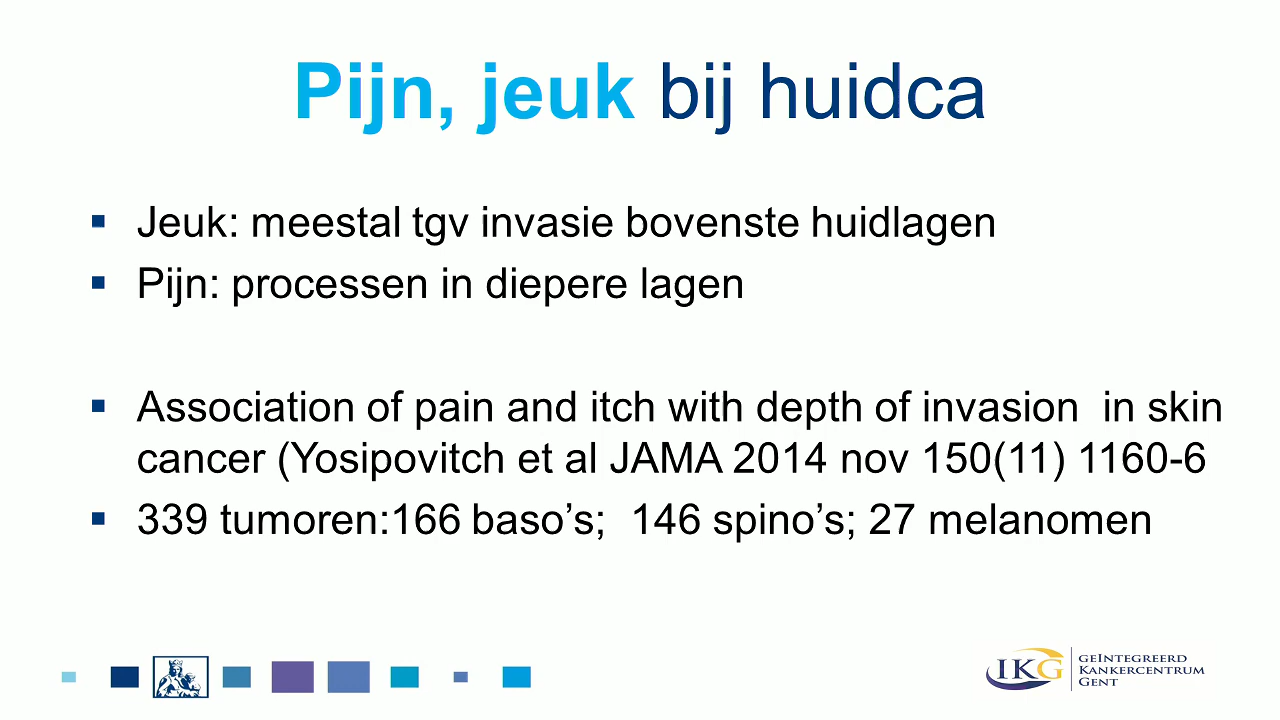 Pijn, jeuk bij huidca
▪ Jeuk: meestal tgv invasie bovenste huidlagen
▪ Pijn: processen in diepere lagen
▪ Association of pain and itch with depth of invasion in skin
cancer (Yosipovitch et al JAMA 2014 nov 150(11) 1160-6
▪ 339 tumoren:166 baso’s; 146 spino’s; 27 melanomen
IKG
GEÏNTEGREERD
KANKERCENTRUM
GENT